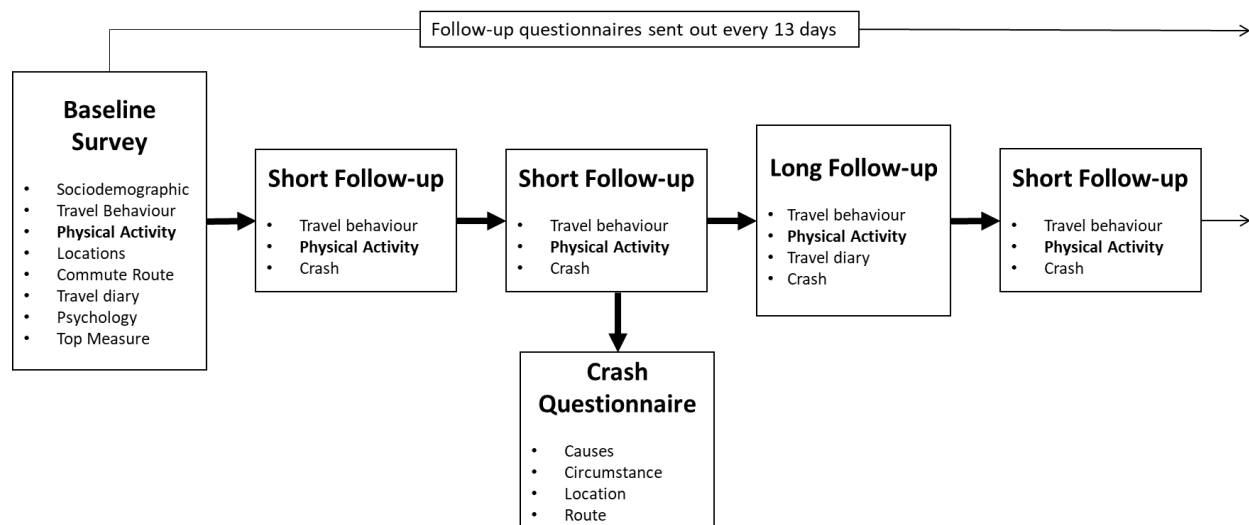 Follow-up questionnaires sent out every 13 days
Baseline
Survey
• Sociodemographic
• Travel Behaviour
• Physical Activity
• Locations
• Commute Route
• Travel diary
• Psychology
• Top Measure
Short Follow-up
• Travel behaviour
• Physical Activity
• Crash
Short Follow-up
• Travel behaviour
• Physical Activity
• Crash
Long Follow-up
• Travel behaviour
• Physical Activity
• Travel diary
• Crash
Short Follow-up
• Travel behaviour
• Physical Activity
• Crash
Crash
Questionnaire
• Causes
• Circumstance
• Location
• Route